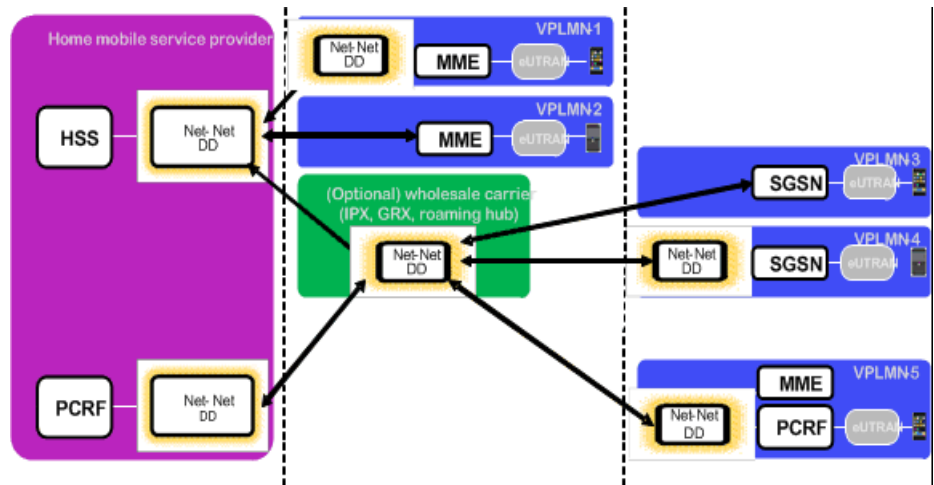 Home mobile service provider
HSS
Net- Net
DD
PCRF
Net- Net
DD
VPLMN-1
Net-Net
DD
MME
eUTRAN
VPLMN-2
MME
eUTRAN
(Optional) wholesale carrier
(IPX, GRX, roaming hub)
Net-Net
DD
VPLMN-3
SGSN
eUTRAN
VPLMN-4
Net-Net
DD
SGSN
eUTRAN
VPLMN-5
MME
Net-Net
DD
PCRF
eUTRAN